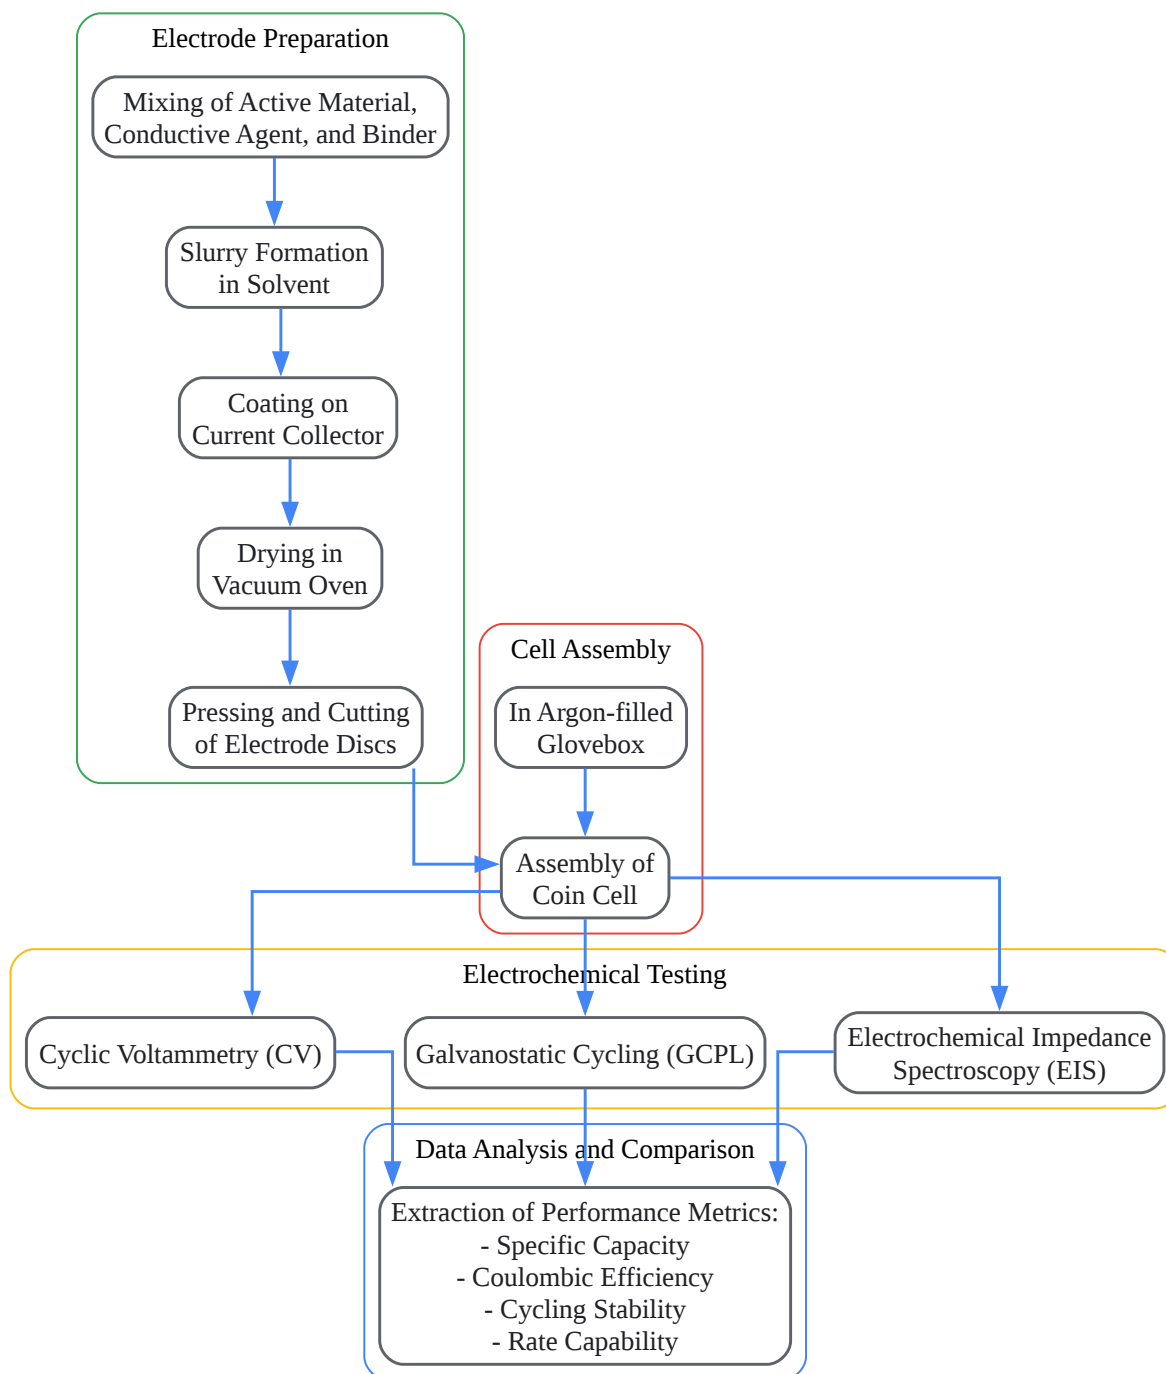 Electrode Preparation
Mixing of Active Material,
Conductive Agent, and Binder
Slurry Formation
in Solvent
Coating on
Current Collector
Drying in
Vacuum Oven
Pressing and Cutting
of Electrode Discs
Cell Assembly
In Argon-filled
Glovebox
Assembly of
Coin Cell
Electrochemical Testing
Cyclic Voltammetry (CV)
Galvanostatic Cycling (GCPL)
Electrochemical Impedance
Spectroscopy (EIS)
Data Analysis and Comparison
Extraction of Performance Metrics:
- Specific Capacity
- Coulombic Efficiency
- Cycling Stability
- Rate Capability